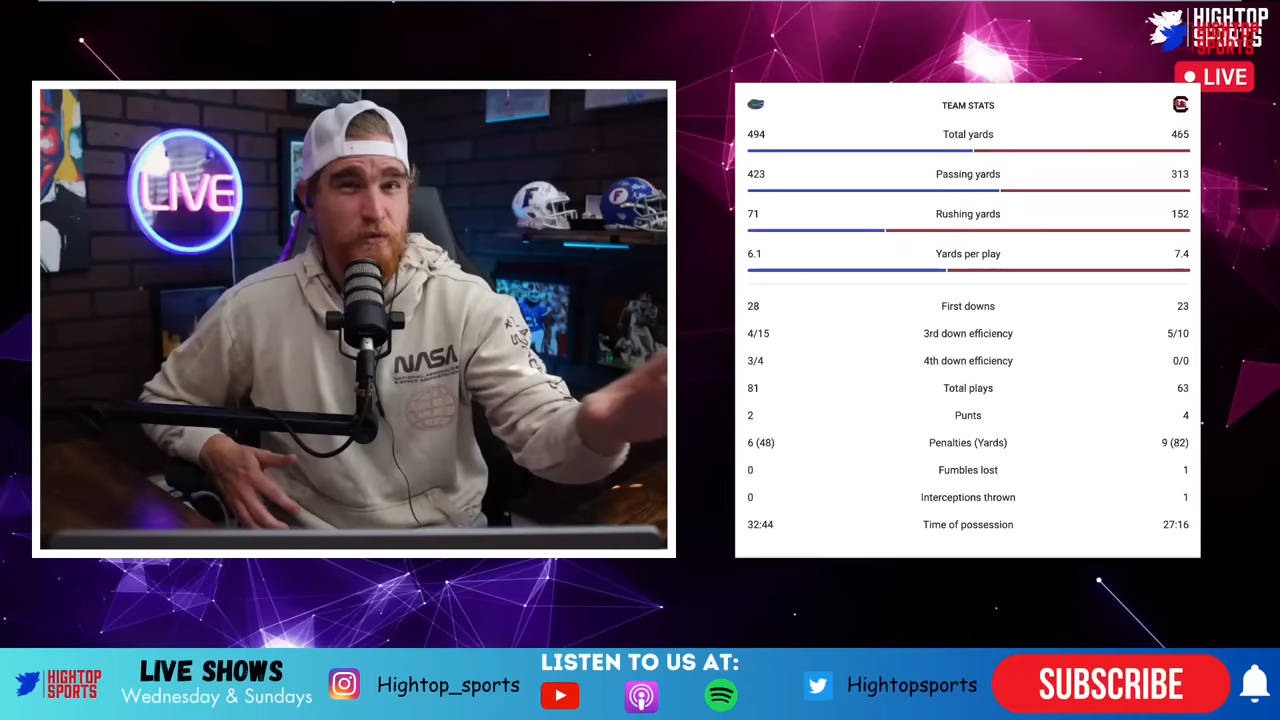 HIGHTOP
SPORTS
LIVE
LIVE
NASA
TEAM STATS
494 Total yards 465
423 Passing yards 313
71 Rushing yards 152
6.1 Yards per play 7.4
28 First downs 23
4/15 3rd down efficiency 5/10
3/4 4th down efficiency 0/0
81 Total plays 63
2 Punts 4
6 (48) Penalties (Yards) 9 (82)
0 Fumbles lost 1
0 Interceptions thrown 1
32:44 Time of possession 27:16
HIGHTOP
SPORTS
LIVE SHOWS
Wednesday & Sundays
Hightop_sports
LISTEN TO US AT:
Hightopsports
SUBSCRIBE